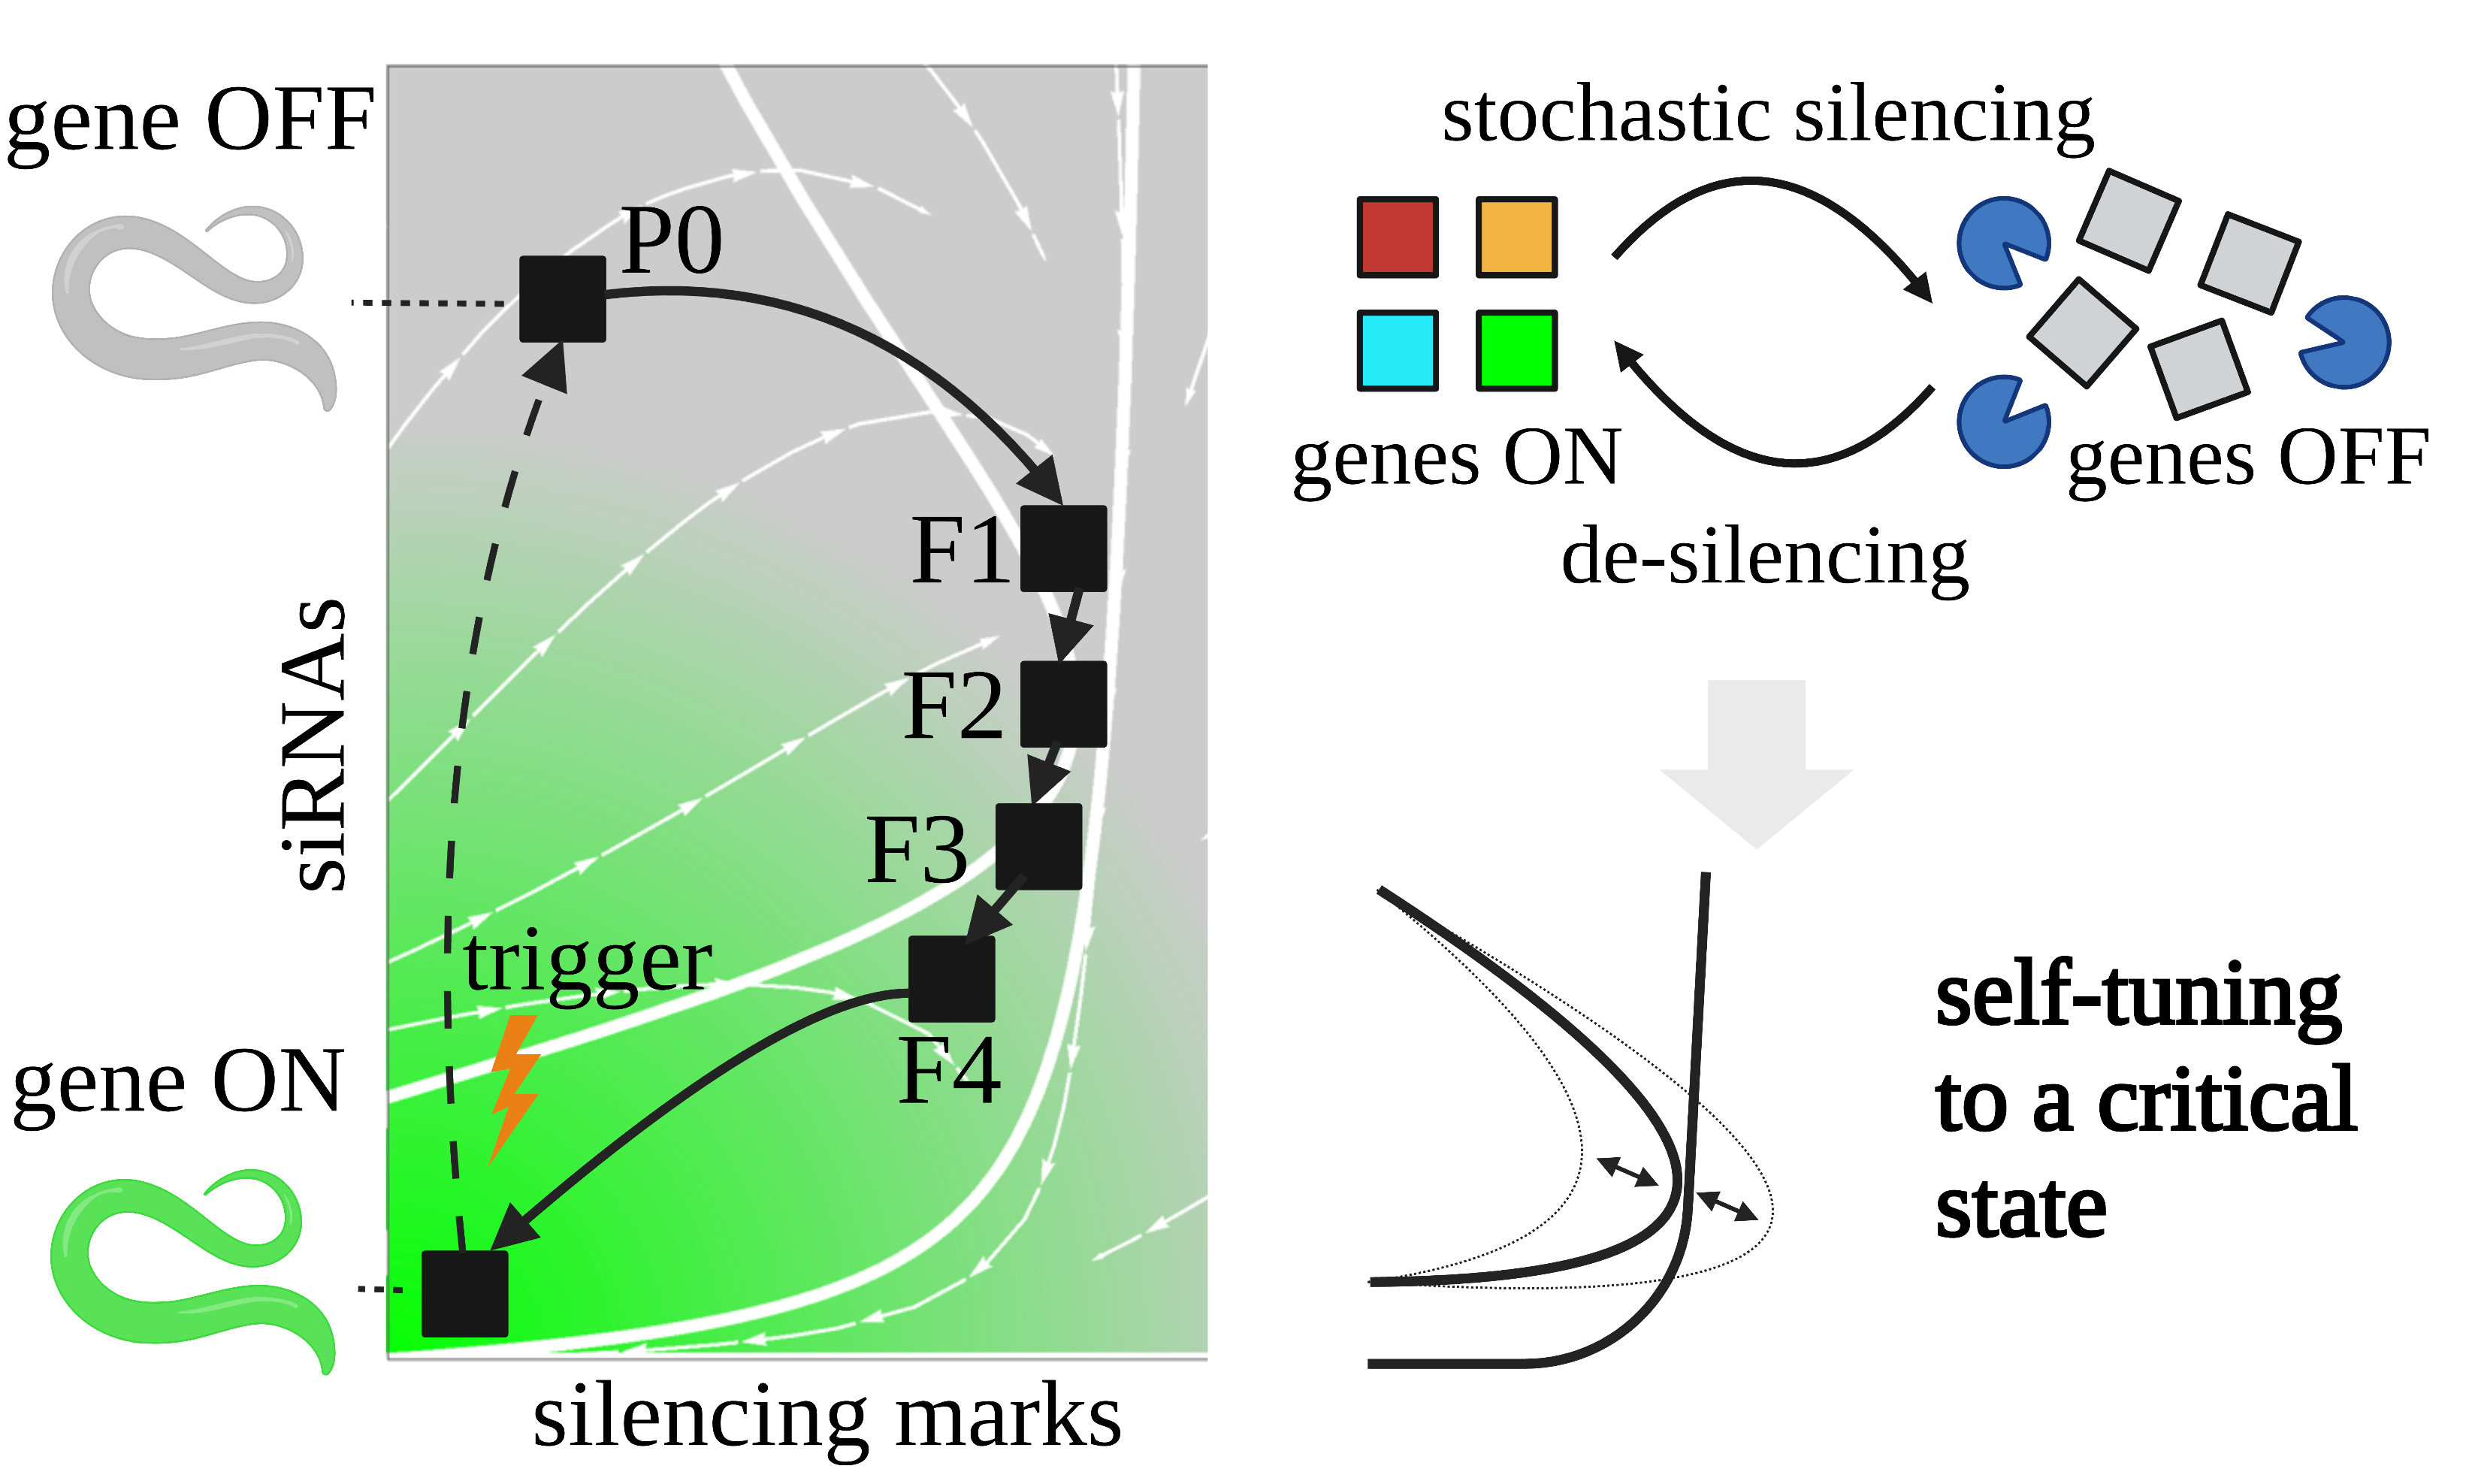 gene OFF
P0
F1
F2
F3
F4
siRNAs
trigger
gene ON
silencing marks
stochastic silencing
genes ON
genes OFF
de-silencing
self-tuning
to a critical
state